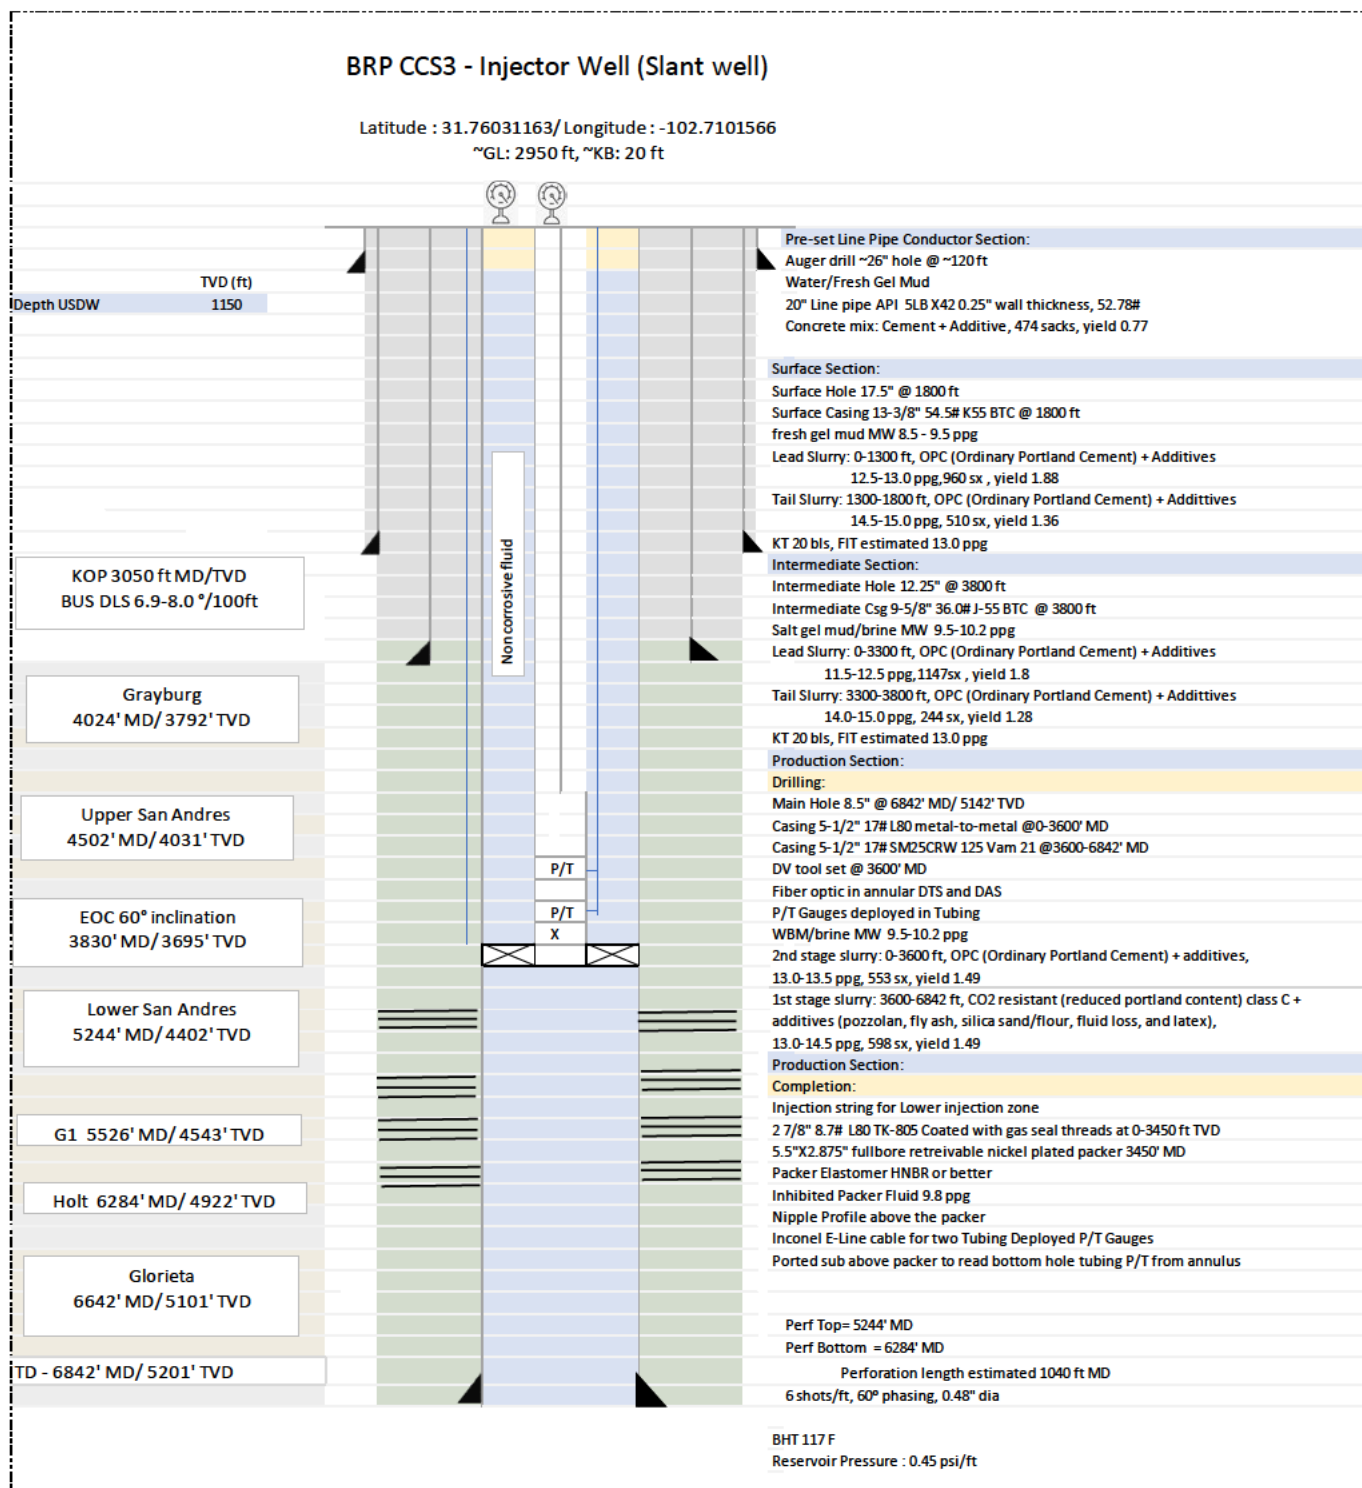 BRP CCS3 - Injector Well (Slant well)
Latitude : 31.76031163/ Longitude : -102.7101566
~GL: 2950 ft, ~KB: 20 ft
TVD (ft)
Depth USDW 1150
KOP 3050 ft MD/TVD
BUS DLS 6.9-8.0 °/100ft
Grayburg
4024' MD/ 3792' TVD
Upper San Andres
4502' MD/ 4031' TVD
EOC 60° inclination
3830' MD/ 3695' TVD
Lower San Andres
5244' MD/ 4402' TVD
G1 5526' MD/ 4543' TVD
Holt 6284' MD/ 4922' TVD
Glorieta
6642' MD/ 5101' TVD
TD - 6842' MD/ 5201' TVD
Non corrosive fluid
P/T
P/T
X
Pre-set Line Pipe Conductor Section:
Auger drill ~26" hole @ ~120 ft
Water/Fresh Gel Mud
20" Line pipe API 5LB X42 0.25" wall thickness, 52.78#
Concrete mix: Cement + Additive, 474 sacks, yield 0.77
Surface Section:
Surface Hole 17.5" @ 1800 ft
Surface Casing 13-3/8" 54.5# K55 BTC @ 1800 ft
fresh gel mud MW 8.5 - 9.5 ppg
Lead Slurry: 0-1300 ft, OPC (Ordinary Portland Cement) + Additives
12.5-13.0 ppg,960 sx , yield 1.88
Tail Slurry: 1300-1800 ft, OPC (Ordinary Portland Cement) + Addittives
14.5-15.0 ppg, 510 sx, yield 1.36
KT 20 bls, FIT estimated 13.0 ppg
Intermediate Section:
Intermediate Hole 12.25" @ 3800 ft
Intermediate Csg 9-5/8" 36.0# J-55 BTC @ 3800 ft
Salt gel mud/brine MW 9.5-10.2 ppg
Lead Slurry: 0-3300 ft, OPC (Ordinary Portland Cement) + Additives
11.5-12.5 ppg,1147sx , yield 1.8
Tail Slurry: 3300-3800 ft, OPC (Ordinary Portland Cement) + Addittives
14.0-15.0 ppg, 244 sx, yield 1.28
KT 20 bls, FIT estimated 13.0 ppg
Production Section:
Drilling:
Main Hole 8.5" @ 6842' MD/ 5142' TVD
Casing 5-1/2" 17# L80 metal-to-metal @0-3600' MD
Casing 5-1/2" 17# SM25CRW 125 Vam 21 @3600-6842' MD
DV tool set @ 3600' MD
Fiber optic in annular DTS and DAS
P/T Gauges deployed in Tubing
WBM/brine MW 9.5-10.2 ppg
2nd stage slurry: 0-3600 ft, OPC (Ordinary Portland Cement) + additives,
13.0-13.5 ppg, 553 sx, yield 1.49
1st stage slurry: 3600-6842 ft, CO2 resistant (reduced portland content) class C +
additives (pozzolan, fly ash, silica sand/flour, fluid loss, and latex),
13.0-14.5 ppg, 598 sx, yield 1.49
Production Section:
Completion:
Injection string for Lower injection zone
2 7/8" 8.7# L80 TK-805 Coated with gas seal threads at 0-3450 ft TVD
5.5"X2.875" fullbore retreivable nickel plated packer 3450' MD
Packer Elastomer HNBR or better
Inhibited Packer Fluid 9.8 ppg
Nipple Profile above the packer
Inconel E-Line cable for two Tubing Deployed P/T Gauges
Ported sub above packer to read bottom hole tubing P/T from annulus
Perf Top= 5244' MD
Perf Bottom = 6284' MD
Perforation length estimated 1040 ft MD
6 shots/ft, 60º phasing, 0.48" dia
BHT 117 F
Reservoir Pressure : 0.45 psi/ft